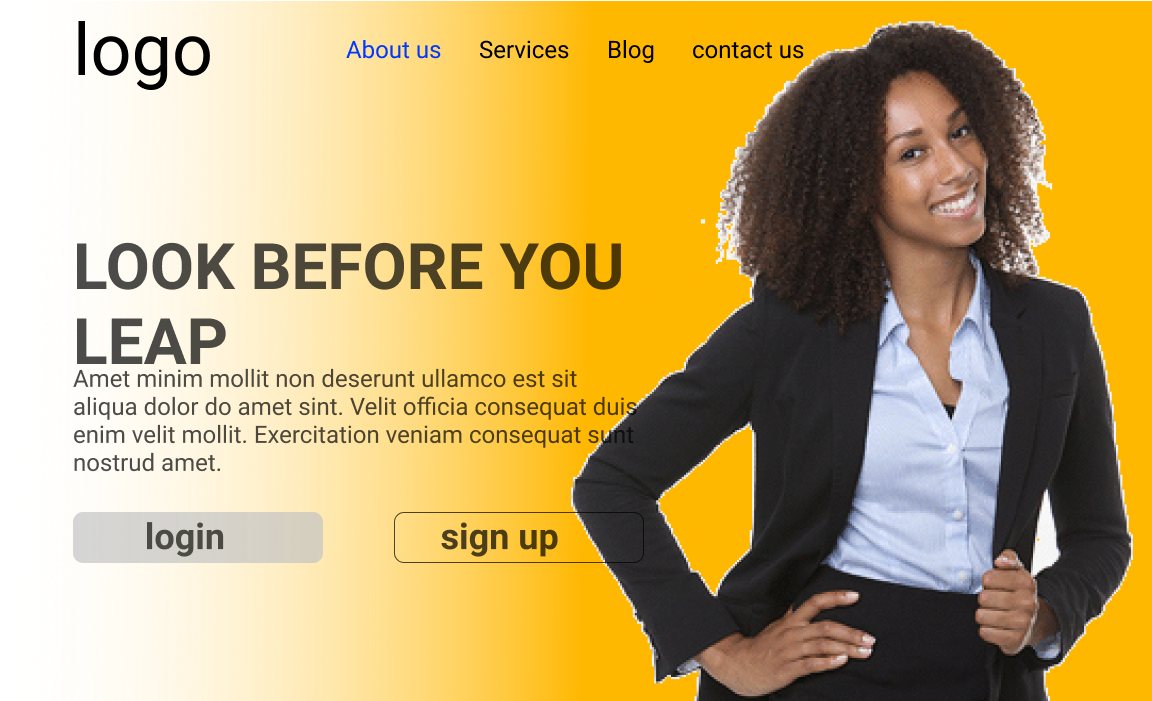 logo
About us Services Blog contact us
LOOK BEFORE YOU
LEAP
Amet minim mollit non deserunt ullamco est sit
aliqua dolor do amet sint. Velit officia consequat duis
enim velit mollit. Exercitation veniam consequat sunt
nostrud amet.
login sign up